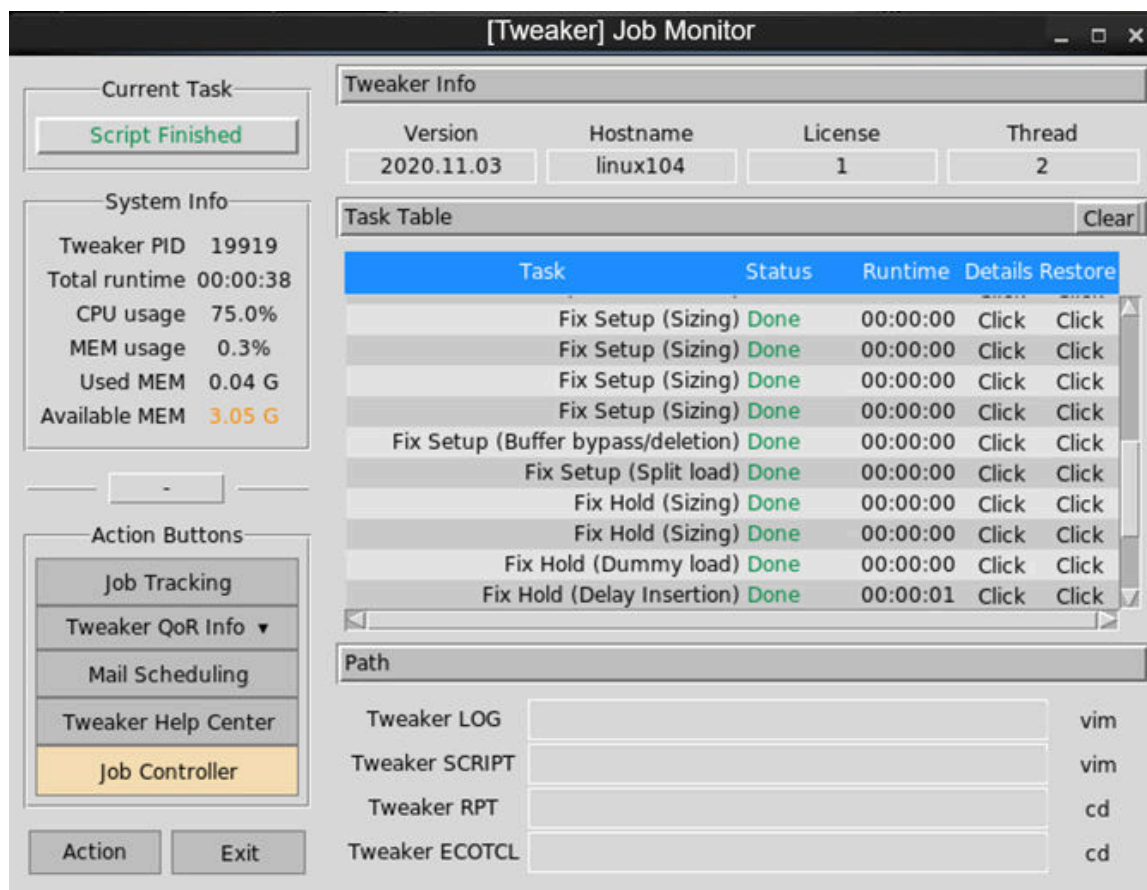 [Tweaker] Job Monitor
Current Task
Script Finished
System Info
Tweaker PID 19919
Total runtime 00:00:38
CPU usage 75.0%
MEM usage 0.3%
Used MEM 0.04 G
Available MEM 3.05 G
-
Action Buttons
Job Tracking
Tweaker QoR Info ▼
Mail Scheduling
Tweaker Help Center
Job Controller
Action Exit
Tweaker Info
Version Hostname License Thread
2020.11.03 linux104 1 2
Task Table Clear
Task Status Runtime Details Restore
Fix Setup (Sizing) Done 00:00:00 Click Click
Fix Setup (Sizing) Done 00:00:00 Click Click
Fix Setup (Sizing) Done 00:00:00 Click Click
Fix Setup (Sizing) Done 00:00:00 Click Click
Fix Setup (Buffer bypass/deletion) Done 00:00:00 Click Click
Fix Setup (Split load) Done 00:00:00 Click Click
Fix Hold (Sizing) Done 00:00:00 Click Click
Fix Hold (Sizing) Done 00:00:00 Click Click
Fix Hold (Dummy load) Done 00:00:00 Click Click
Fix Hold (Delay Insertion) Done 00:00:01 Click Click
Path
Tweaker LOG vim
Tweaker SCRIPT vim
Tweaker RPT cd
Tweaker ECOTCL cd